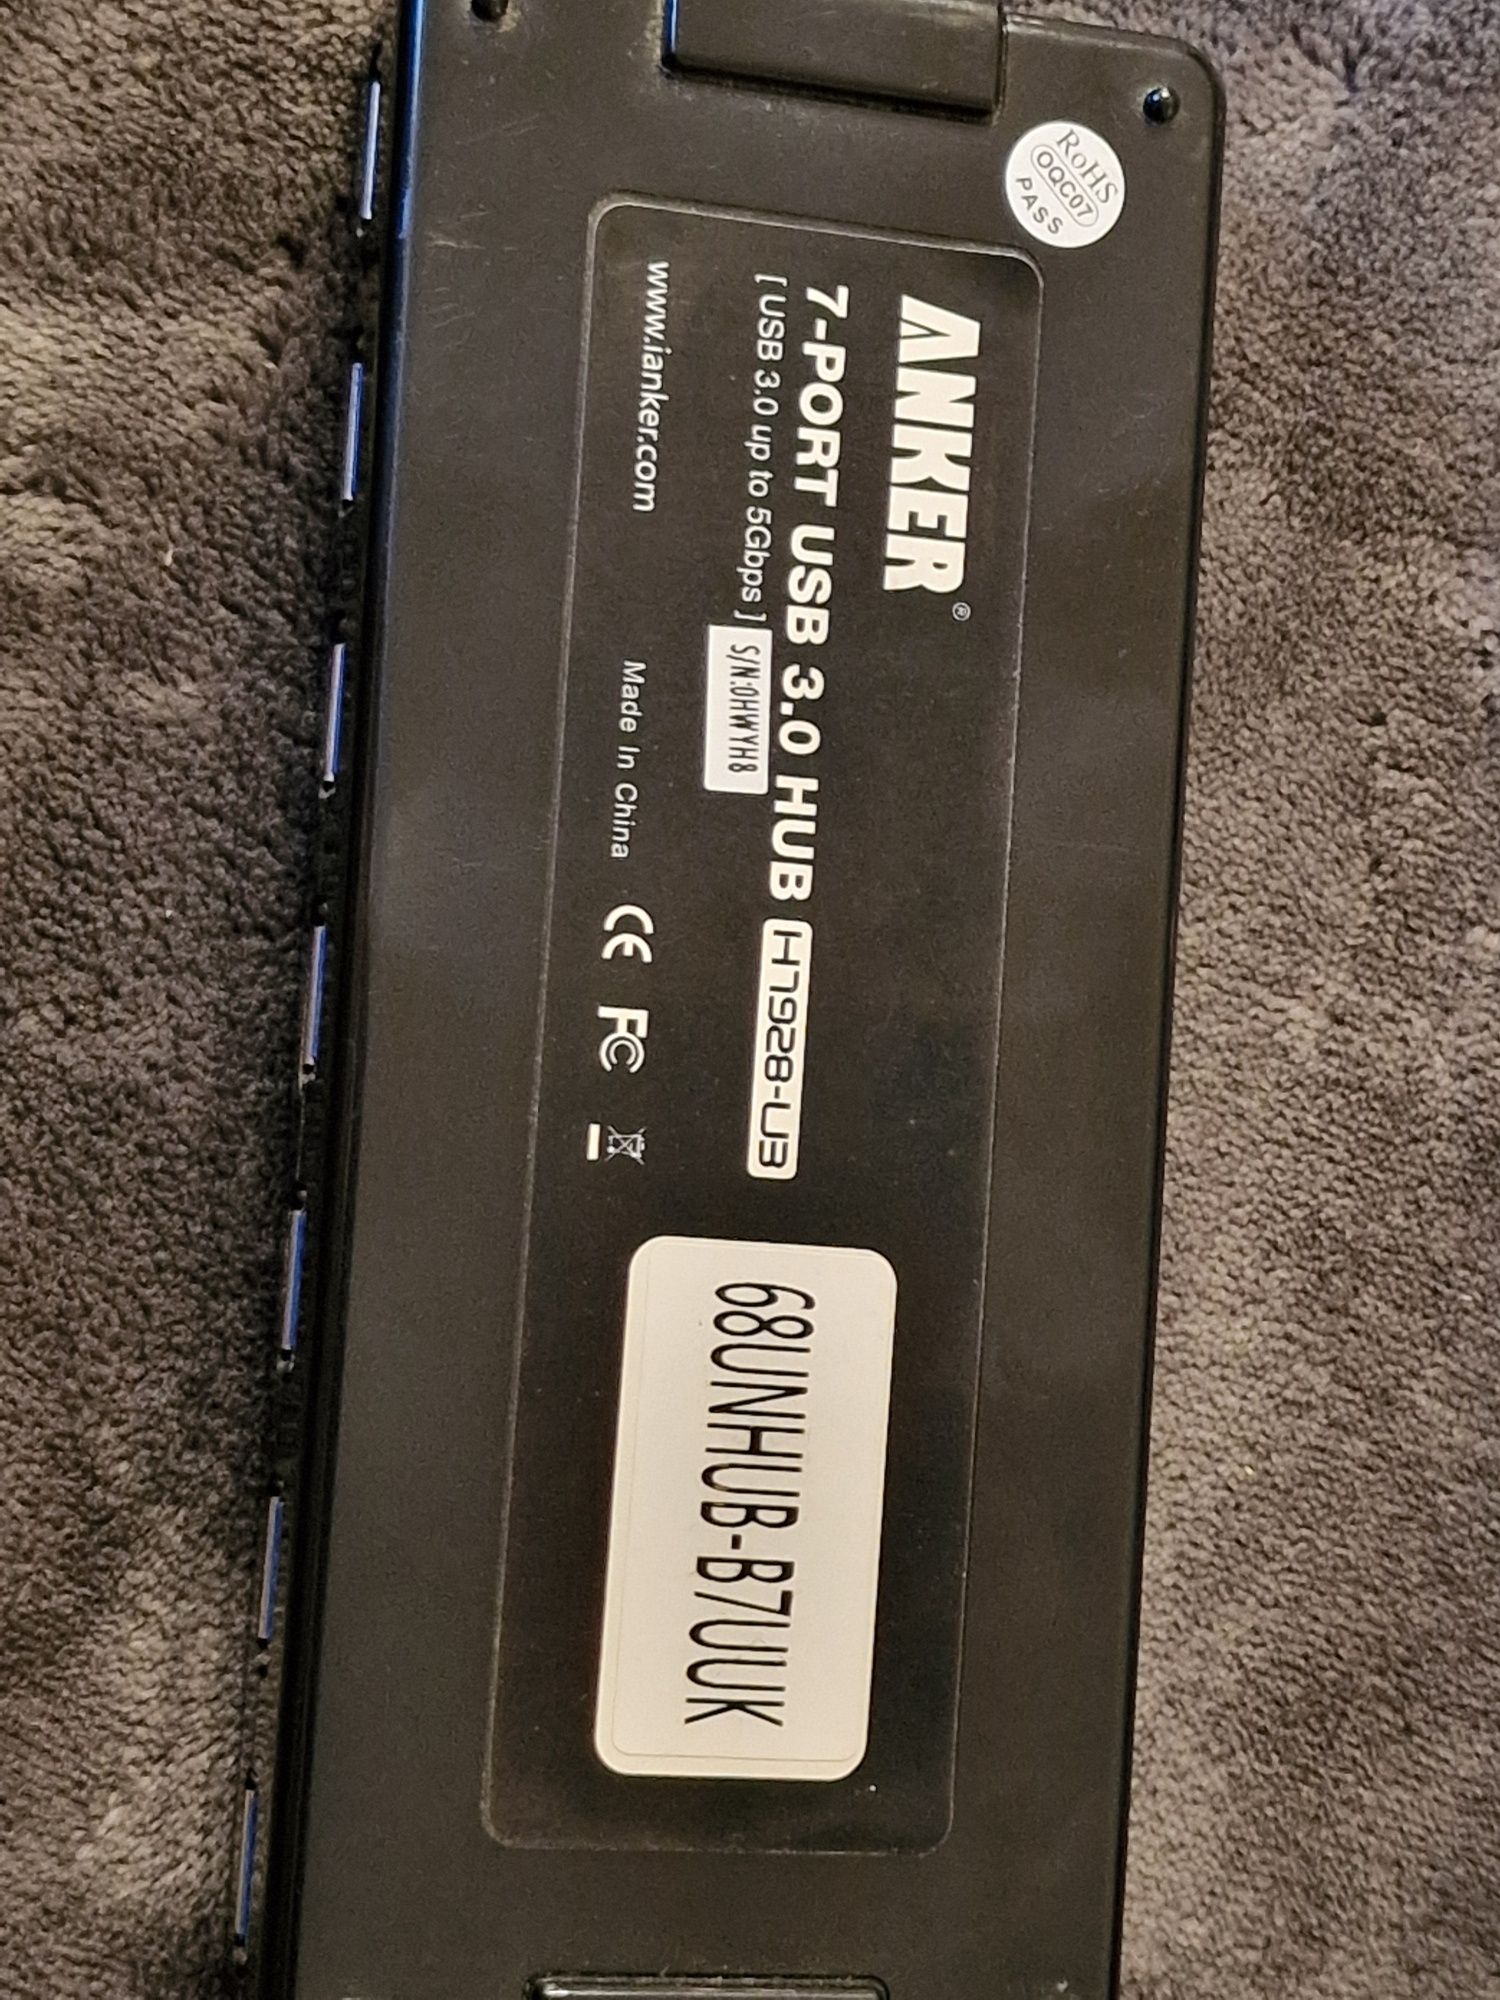 RoHS
OQC07
PASS
ANKER®
7-PORT USB 3.0 HUB H7928-U3
[ USB 3.0 up to 5Gbps ]
S/N:0HWYH8
www.ianker.com
Made In China
CE FC
68UNHUB-B7UUK